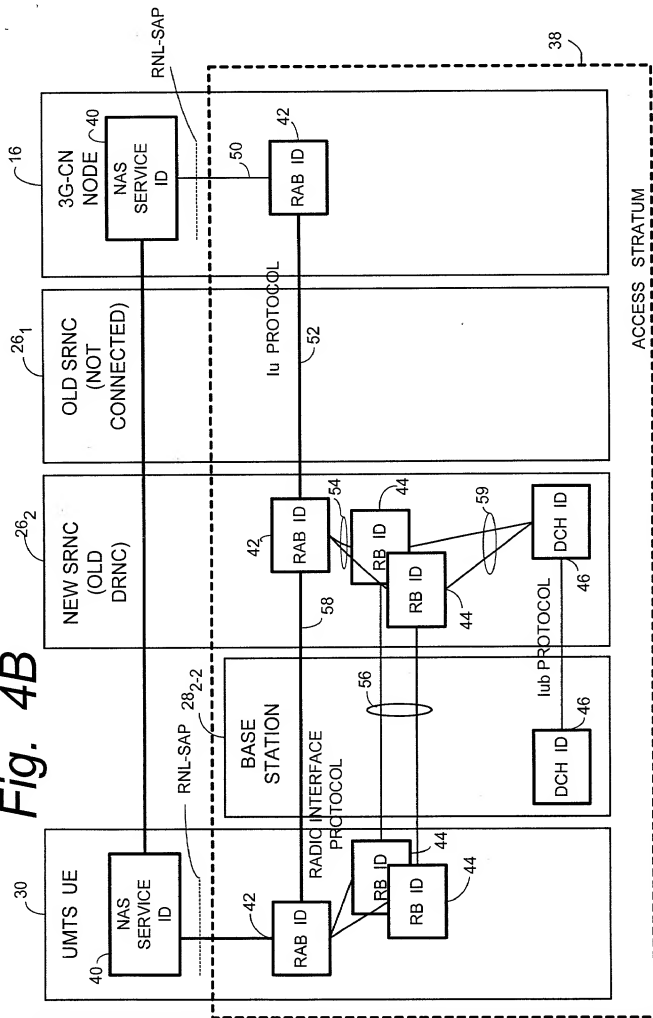 Fig. 4B
30
UMTS UE
NAS
SERVICE
ID
40
RNL-SAP
42
RAB ID
RB ID
44
RB ID
44
RADIO INTERFACE
PROTOCOL
28₂₋₂
BASE
STATION
58
56
DCH ID
46
Iub PROTOCOL
26₂
NEW SRNC
(OLD
DRNC)
42
RAB ID
54
44
RB ID
RB ID
44
59
DCH ID
46
26₁
OLD SRNC
(NOT
CONNECTED)
Iu PROTOCOL
52
16
3G-CN
NODE
40
NAS
SERVICE
ID
RNL-SAP
50
42
RAB ID
38
ACCESS STRATUM